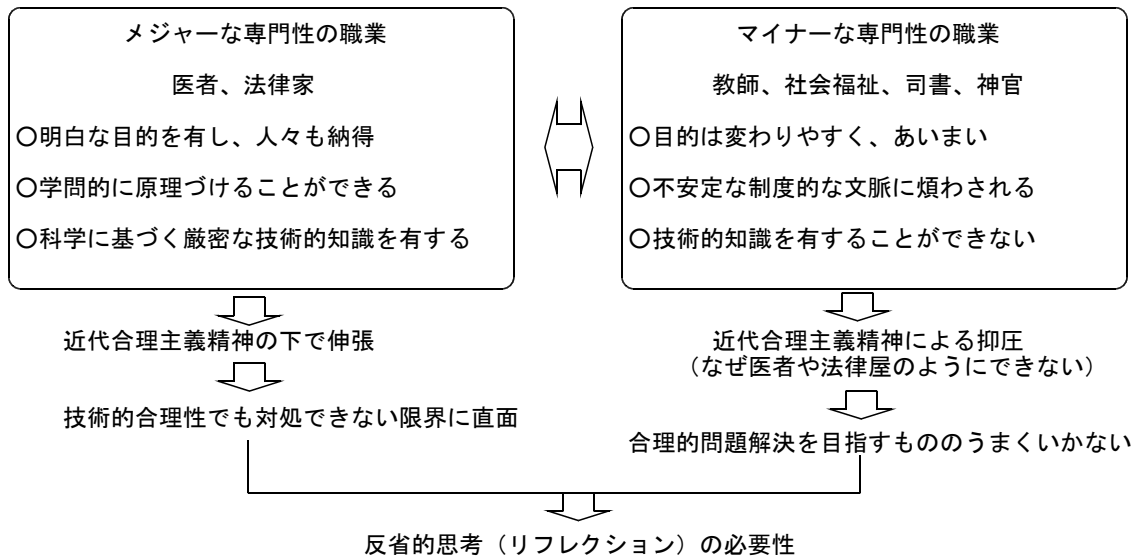 メジャーな専門性の職業
医者、法律家
〇明白な目的を有し、人々も納得
〇学問的に原理づけることができる
〇科学に基づく厳密な技術的知識を有する
マイナーな専門性の職業
教師、社会福祉、司書、神官
〇目的は変わりやすく、あいまい
〇不安定な制度的な文脈に煩わされる
〇技術的知識を有することができない
近代合理主義精神の下で伸張
技術的合理性でも対処できない限界に直面
近代合理主義精神による抑圧
（なぜ医者や法律屋のようにできない）
合理的問題解決を目指すもののうまくいかない
反省的思考（リフレクション）の必要性